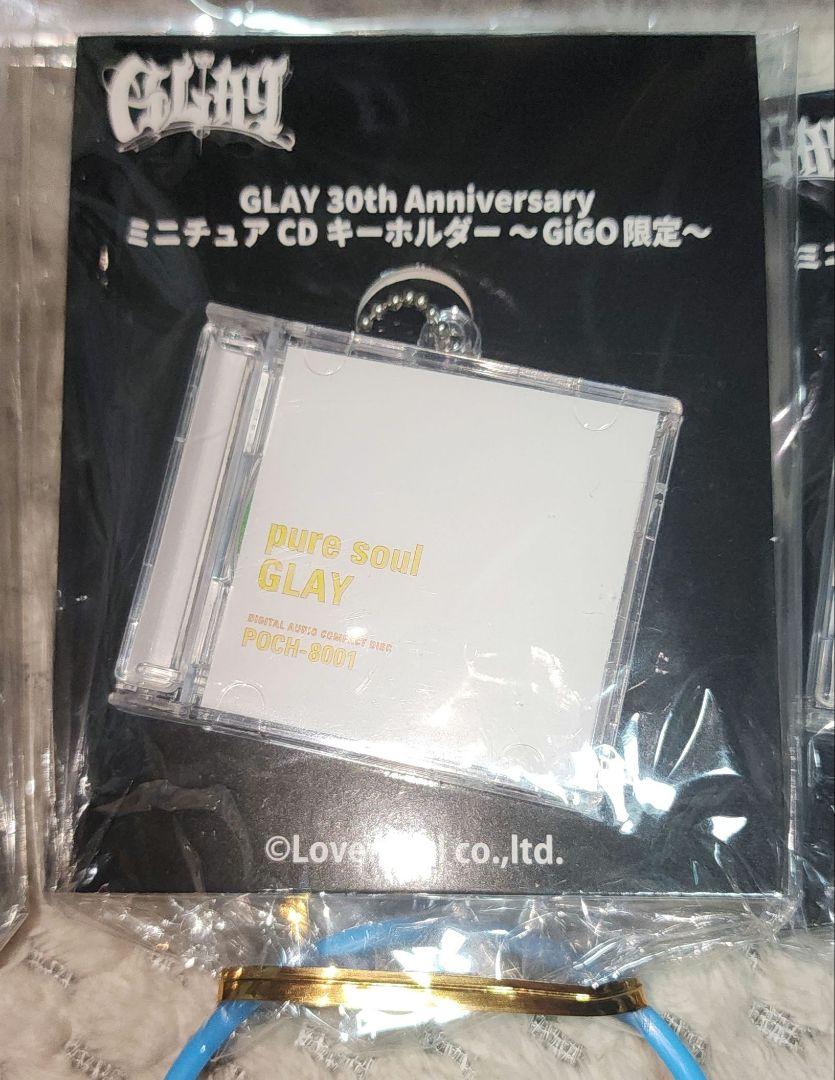 GLAY
GLAY 30th Anniversary
ミニチュア CD キーホルダー ～GiGO限定～
pure soul
GLAY
DIGITAL AUDIO COMPACT DISC
POCH-8001
©Love co.,ltd.